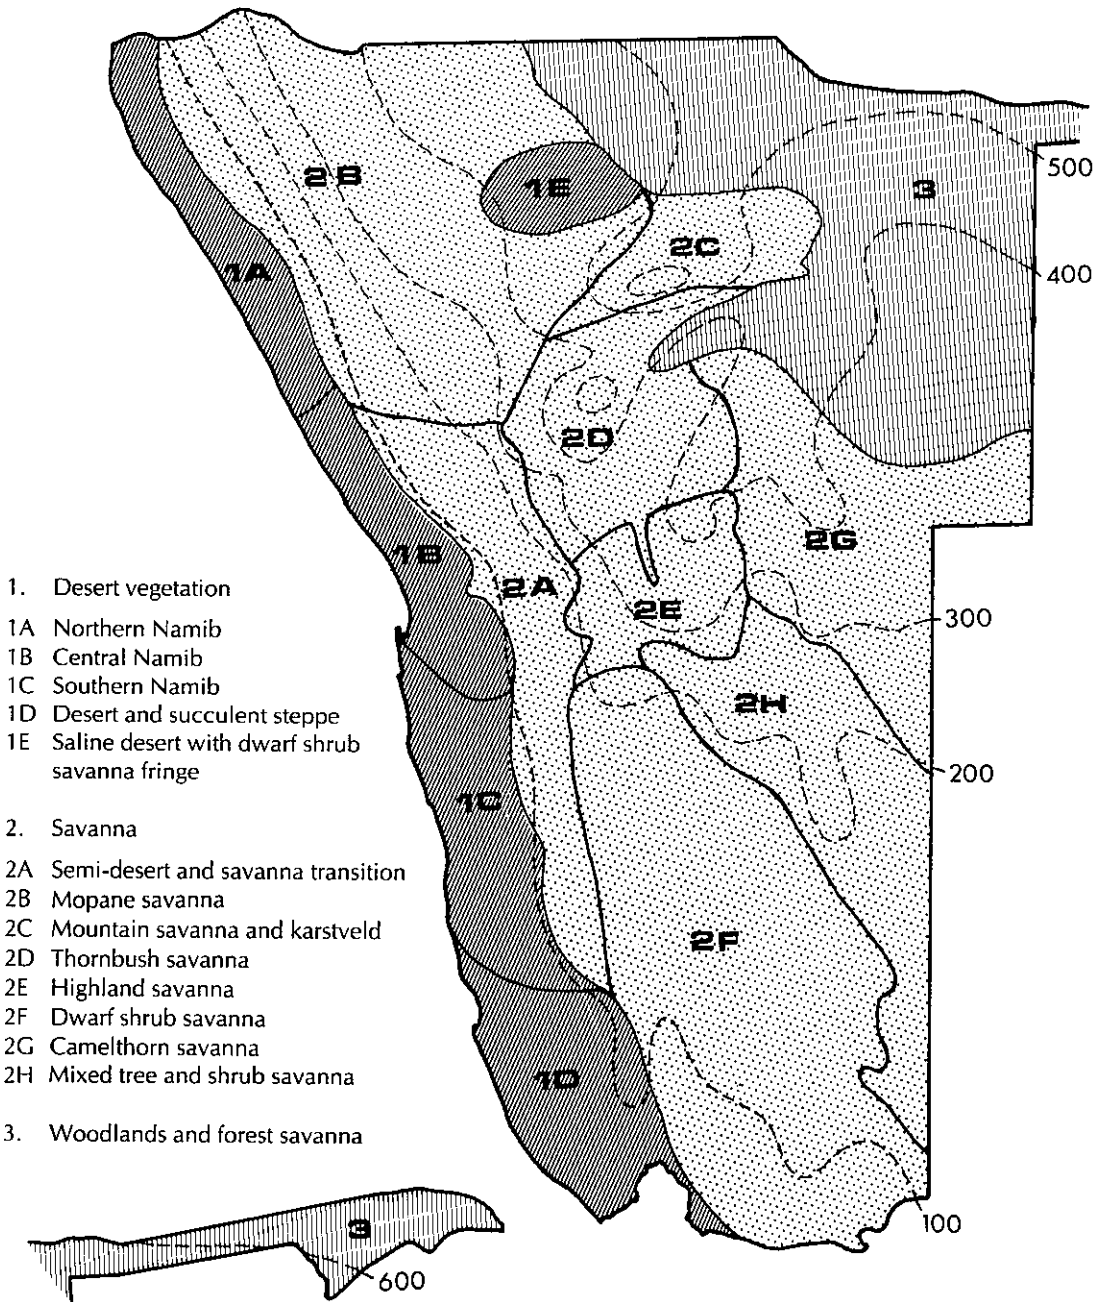 2B
1E
3
500
2C
1A
400
2D
2G
1B
2A
2E
300
1. Desert vegetation
1A Northern Namib
1B Central Namib
1C Southern Namib
1D Desert and succulent steppe
1E Saline desert with dwarf shrub
savanna fringe
2H
200
1C
2. Savanna
2A Semi-desert and savanna transition
2B Mopane savanna
2C Mountain savanna and karstveld
2D Thornbush savanna
2E Highland savanna
2F Dwarf shrub savanna
2G Camelthorn savanna
2H Mixed tree and shrub savanna
2F
1D
3. Woodlands and forest savanna
3
100
600